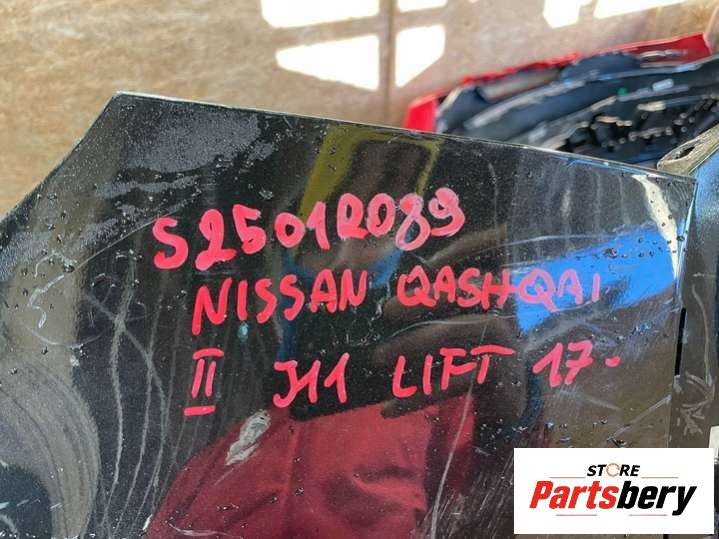 S2501R089
NISSAN QASHQAI
II J11 LIFT 17-
STORE
Partsbery